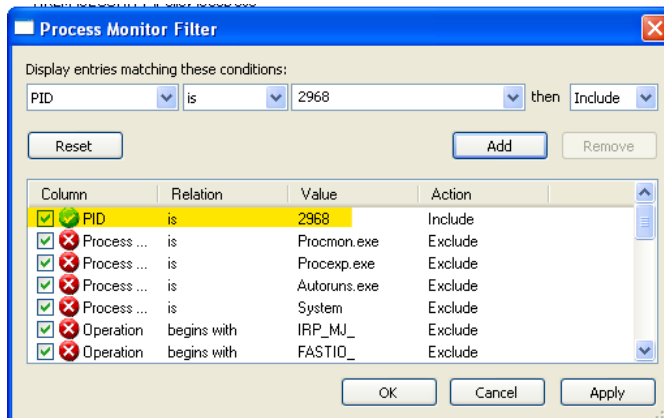 Process Monitor Filter
Display entries matching these conditions:
PID is 2968 then Include
Reset Add Remove
Column Relation Value Action
PID is 2968 Include
Process ... is Procmon.exe Exclude
Process ... is Procexp.exe Exclude
Process ... is Autoruns.exe Exclude
Process ... is System Exclude
Operation begins with IRP_MJ_ Exclude
Operation begins with FASTIO_ Exclude
OK Cancel Apply